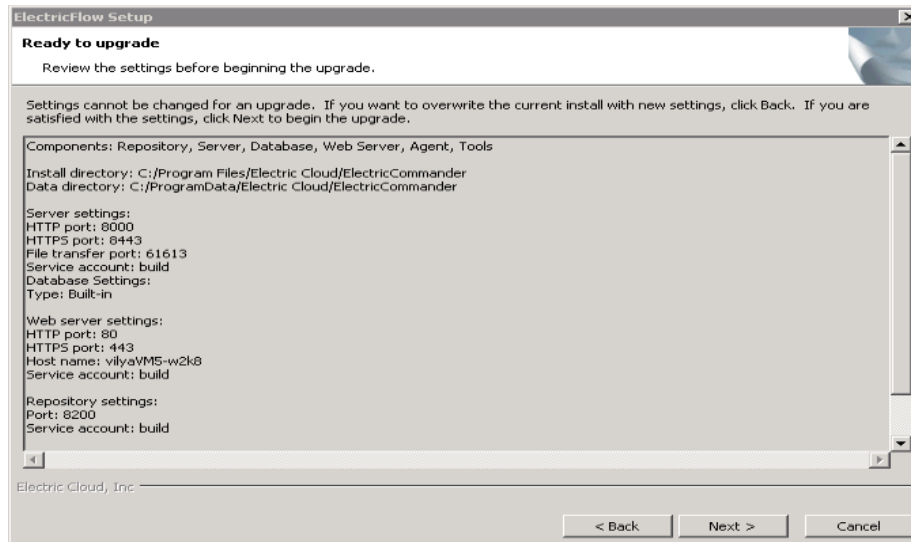 ElectricFlow Setup
Ready to upgrade
Review the settings before beginning the upgrade.
Settings cannot be changed for an upgrade. If you want to overwrite the current install with new settings, click Back. If you are
satisfied with the settings, click Next to begin the upgrade.
Components: Repository, Server, Database, Web Server, Agent, Tools
Install directory: C:/Program Files/Electric Cloud/ElectricCommander
Data directory: C:/ProgramData/Electric Cloud/ElectricCommander
Server settings:
HTTP port: 8000
HTTPS port: 8443
File transfer port: 61613
Service account: build
Database Settings:
Type: Built-in
Web server settings:
HTTP port: 80
HTTPS port: 443
Host name: vilyaVM5-w2k8
Service account: build
Repository settings:
Port: 8200
Service account: build
Electric Cloud, Inc
< Back
Next >
Cancel